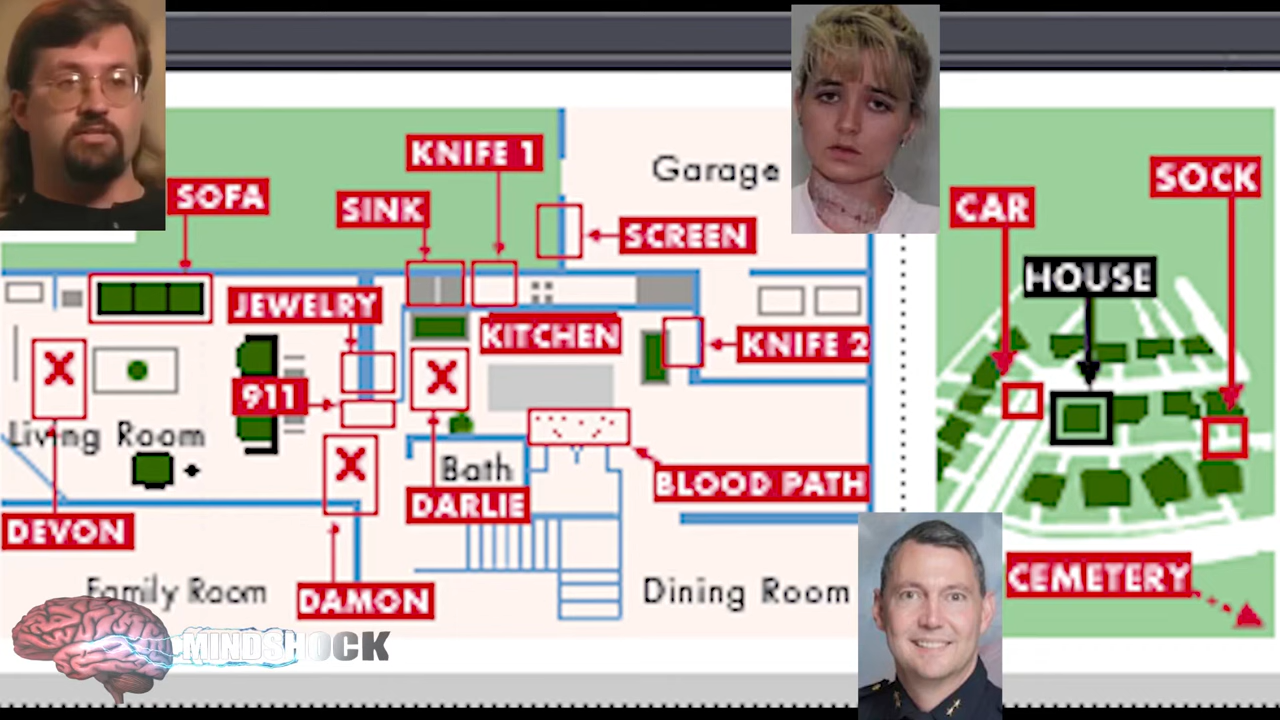 KNIFE 1
Garage
SOFA
SINK
SCREEN
JEWELRY
KITCHEN
KNIFE 2
911
Living Room
Bath
DARLIE
BLOOD PATH
DEVON
Family Room
DAMON
Dining Room
MINDSHOCK
SOCK
CAR
HOUSE
CEMETERY